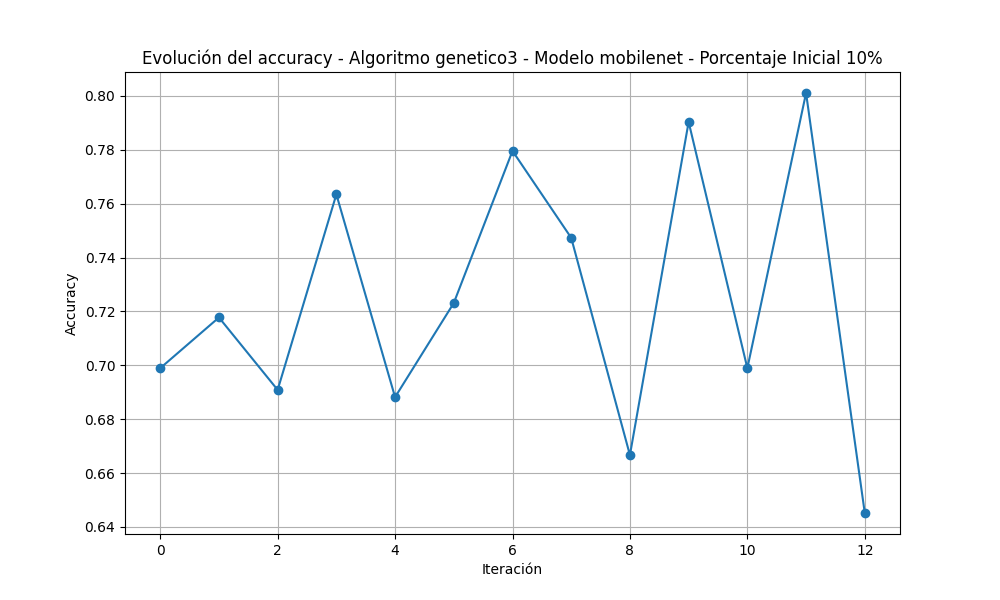 Evolución del accuracy - Algoritmo genetico3 - Modelo mobilenet - Porcentaje Inicial 10%
0.80
0.78
0.76
0.74
0.72
0.70
0.68
0.66
0.64
Accuracy
0 2 4 6 8 10 12
Iteración